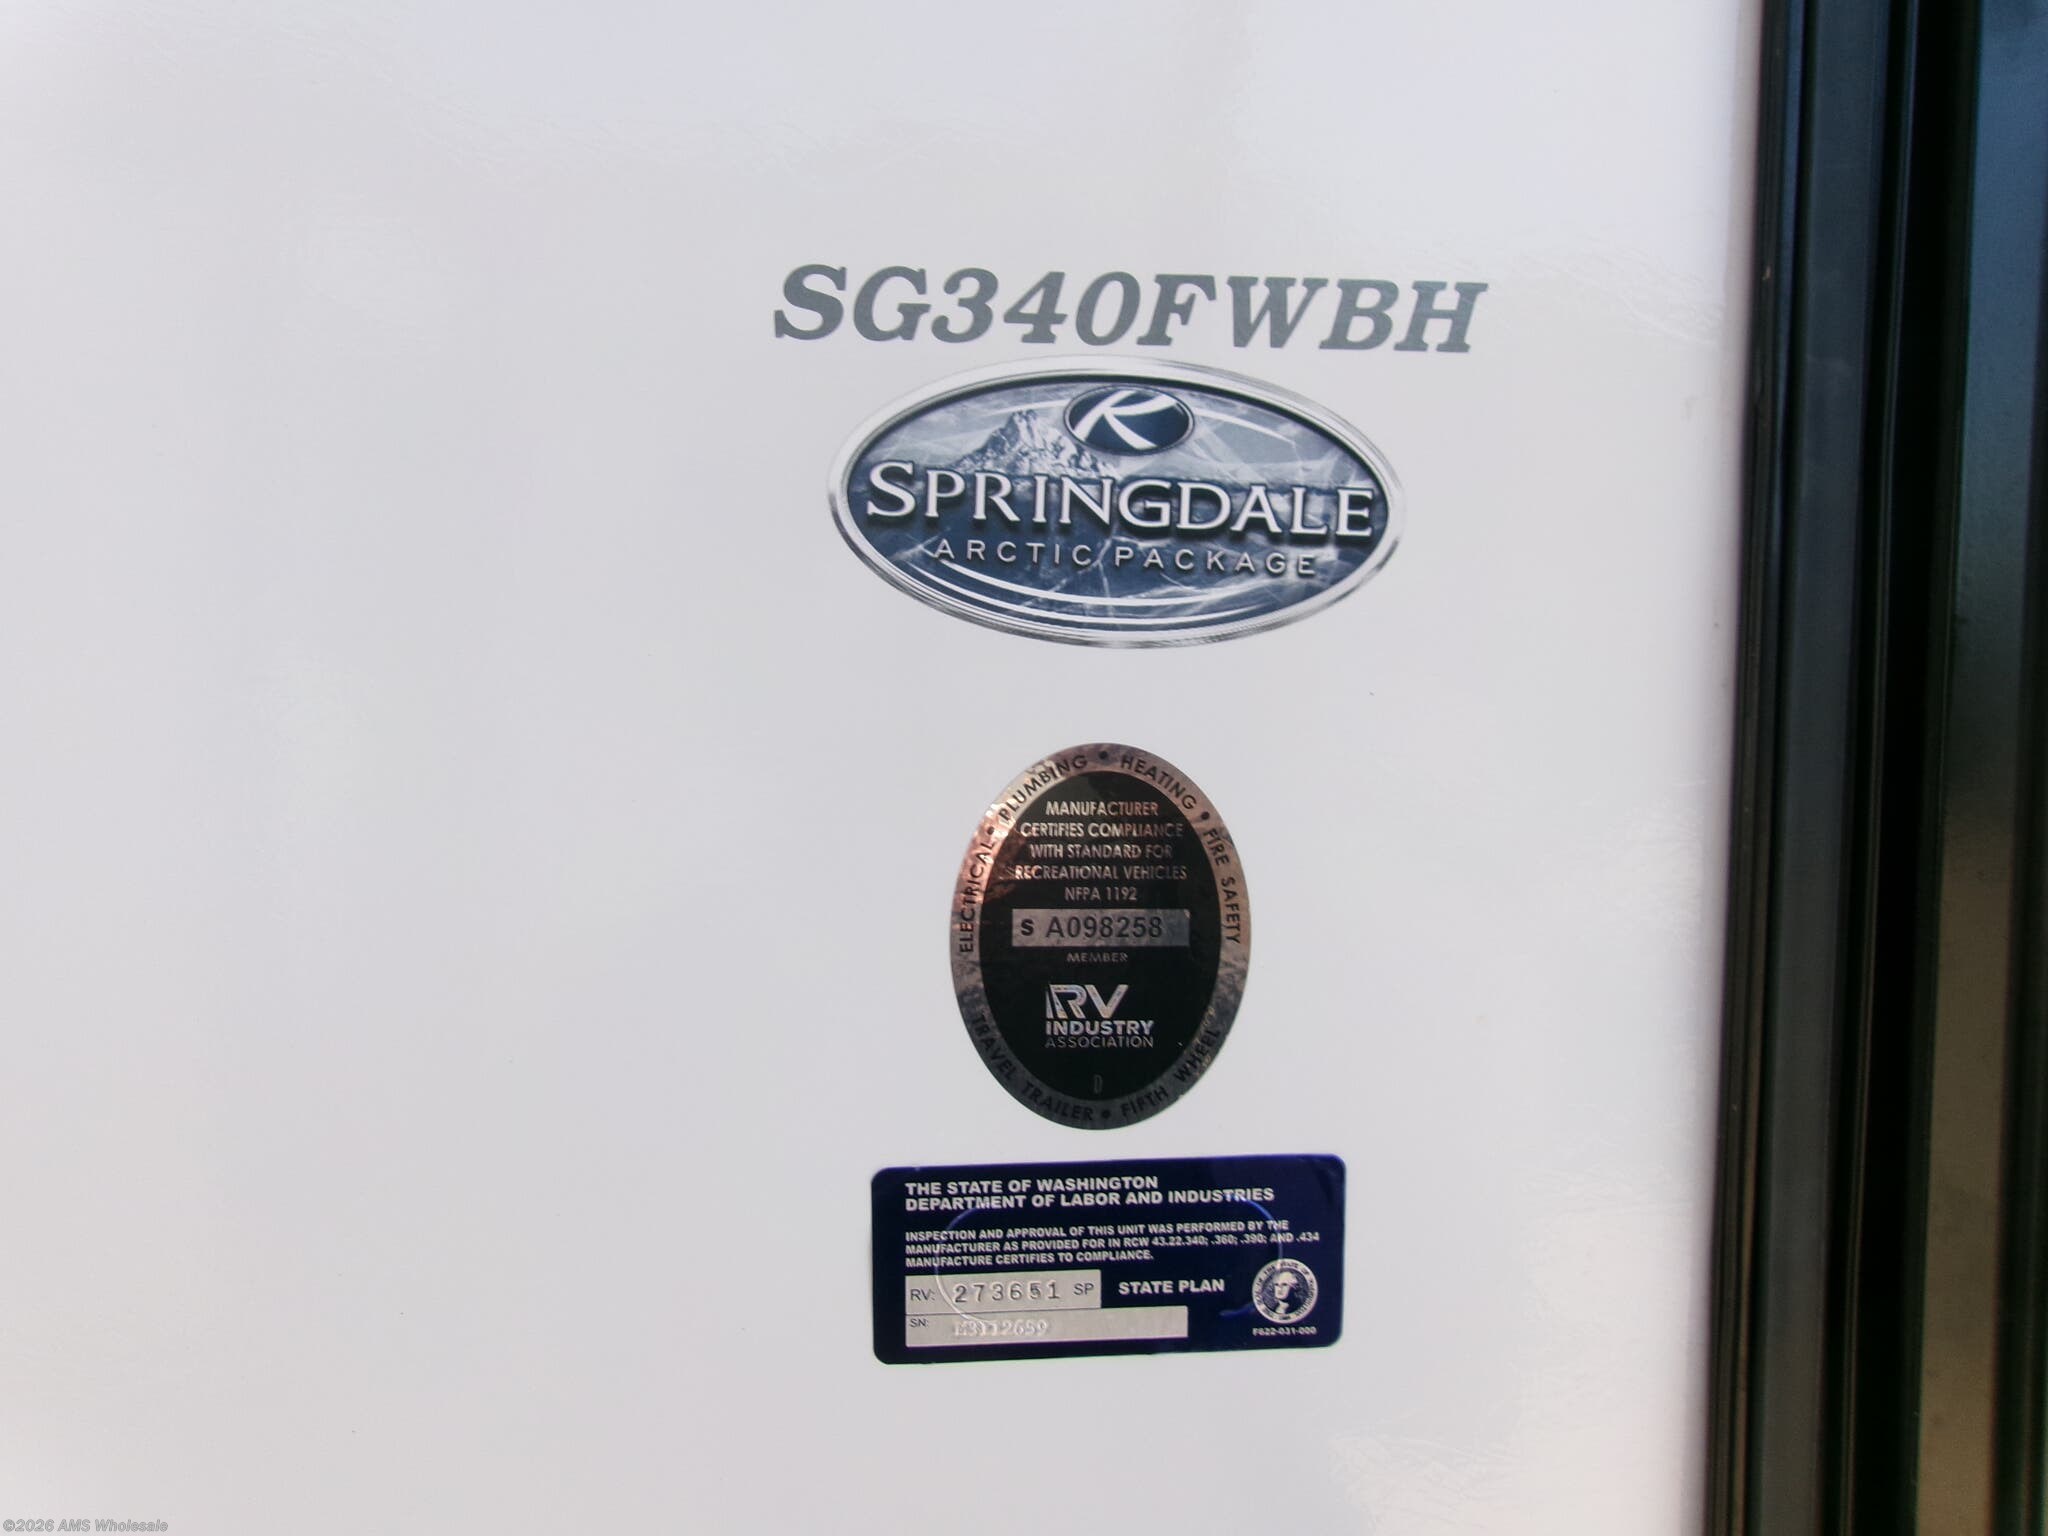 SG340FWBH
K
SPRINGDALE
ARCTIC PACKAGE
ELECTRICAL • PLUMBING • HEATING • FIRE SAFETY
MANUFACTURER
CERTIFIES COMPLIANCE
WITH STANDARD FOR
RECREATIONAL VEHICLES
NFPA 1192
S A098258
MEMBER
RV
INDUSTRY
ASSOCIATION
TRAVEL TRAILER • FIFTH WHEEL
THE STATE OF WASHINGTON
DEPARTMENT OF LABOR AND INDUSTRIES
INSPECTION AND APPROVAL OF THIS UNIT WAS PERFORMED BY THE
MANUFACTURER AS PROVIDED FOR IN RCW 43.22.340; .360; .390; AND .434
MANUFACTURE CERTIFIES TO COMPLIANCE.
RV: 273651 SP STATE PLAN
SN:
F622-031-000
©2026 AMS Wholesale